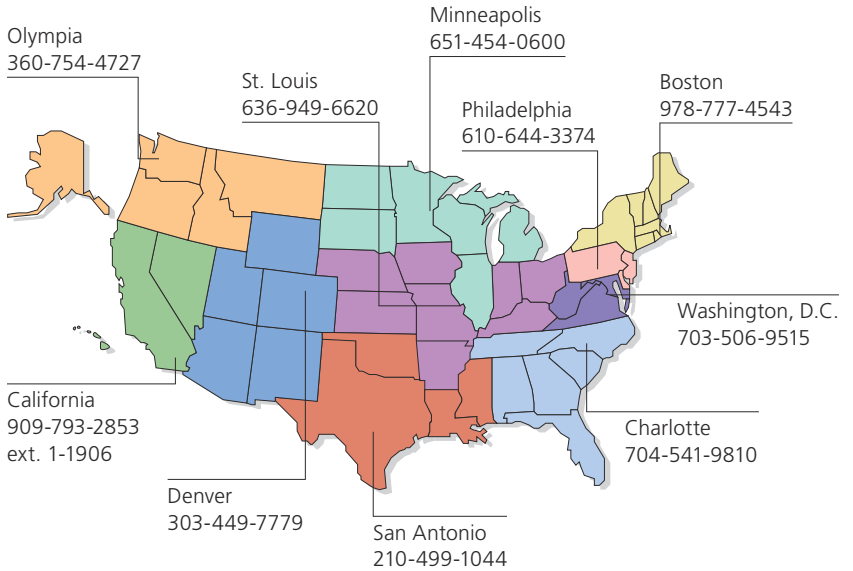 Minneapolis
651-454-0600
Olympia
360-754-4727
St. Louis
636-949-6620
Boston
978-777-4543
Philadelphia
610-644-3374
Washington, D.C.
703-506-9515
California
909-793-2853
ext. 1-1906
Charlotte
704-541-9810
Denver
303-449-7779
San Antonio
210-499-1044